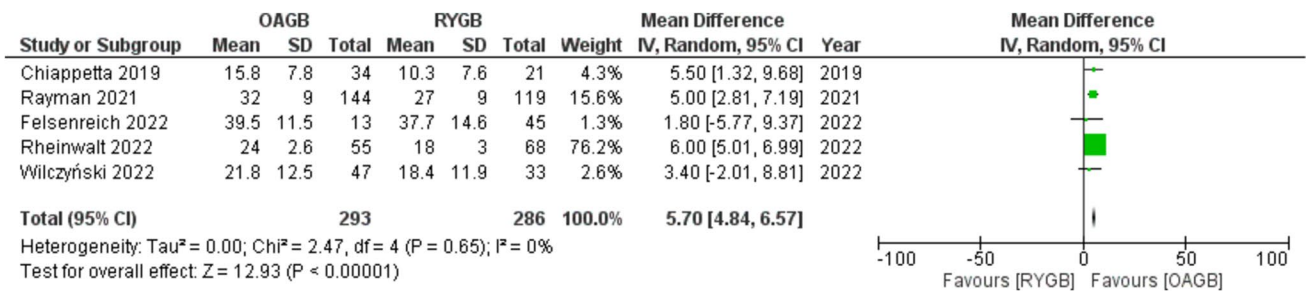 OAGB RYGB Mean Difference Mean Difference
Study or Subgroup Mean SD Total Mean SD Total Weight IV, Random, 95% CI Year IV, Random, 95% CI
Chiappetta 2019 15.8 7.8 34 10.3 7.6 21 4.3% 5.50 [1.32, 9.68] 2019
Rayman 2021 32 9 144 27 9 119 15.6% 5.00 [2.81, 7.19] 2021
Felsenreich 2022 39.5 11.5 13 37.7 14.6 45 1.3% 1.80 [-5.77, 9.37] 2022
Rheinwalt 2022 24 2.6 55 18 3 68 76.2% 6.00 [5.01, 6.99] 2022
Wilczyński 2022 21.8 12.5 47 18.4 11.9 33 2.6% 3.40 [-2.01, 8.81] 2022
Total (95% CI) 293 286 100.0% 5.70 [4.84, 6.57]
Heterogeneity: Tau² = 0.00; Chi² = 2.47, df = 4 (P = 0.65); I² = 0%
Test for overall effect: Z = 12.93 (P < 0.00001)
-100 -50 0 50 100
Favours [RYGB] Favours [OAGB]